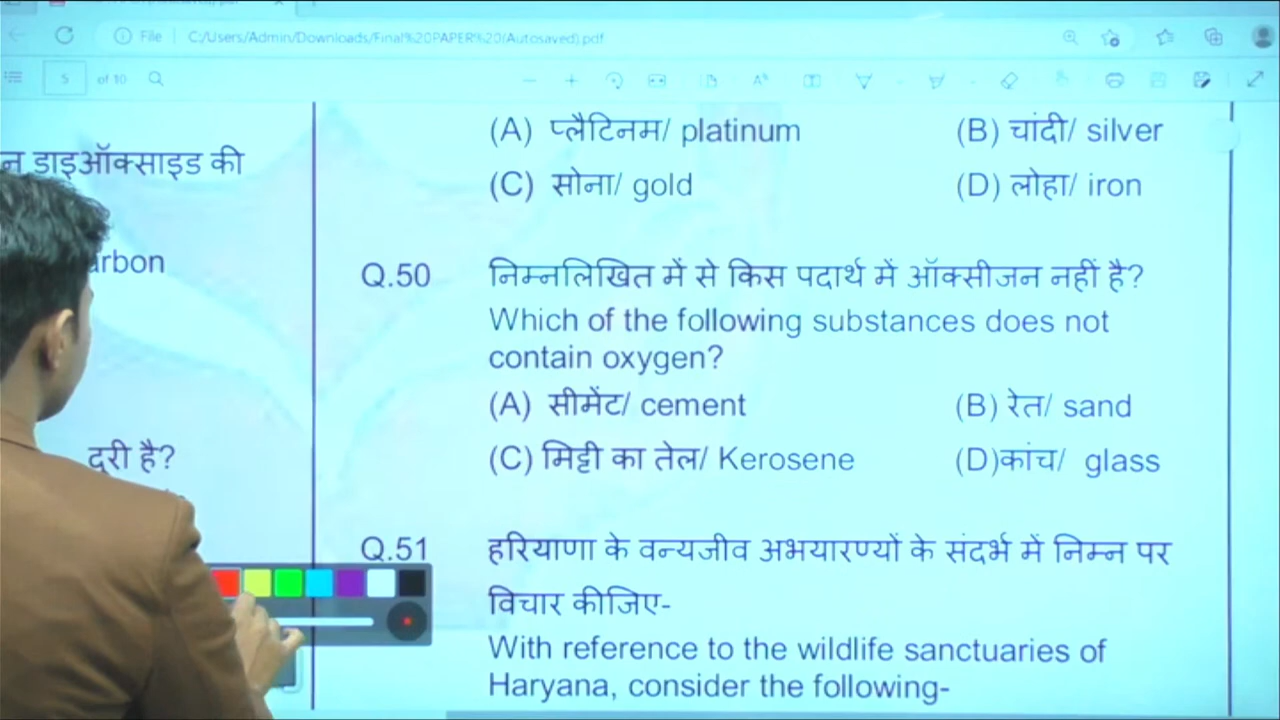 File C:/Users/Admin/Downloads/Final%20PAPER%20(Autosaved).pdf
5 of 10
न डाइऑक्साइड की
arbon
दूरी है?
(A) प्लैटिनम/ platinum (B) चांदी/ silver
(C) सोना/ gold (D) लोहा/ iron
Q.50 निम्नलिखित में से किस पदार्थ में ऑक्सीजन नहीं है?
Which of the following substances does not
contain oxygen?
(A) सीमेंट/ cement (B) रेत/ sand
(C) मिट्टी का तेल/ Kerosene (D)कांच/ glass
Q.51 हरियाणा के वन्यजीव अभयारण्यों के संदर्भ में निम्न पर
विचार कीजिए-
With reference to the wildlife sanctuaries of
Haryana, consider the following-